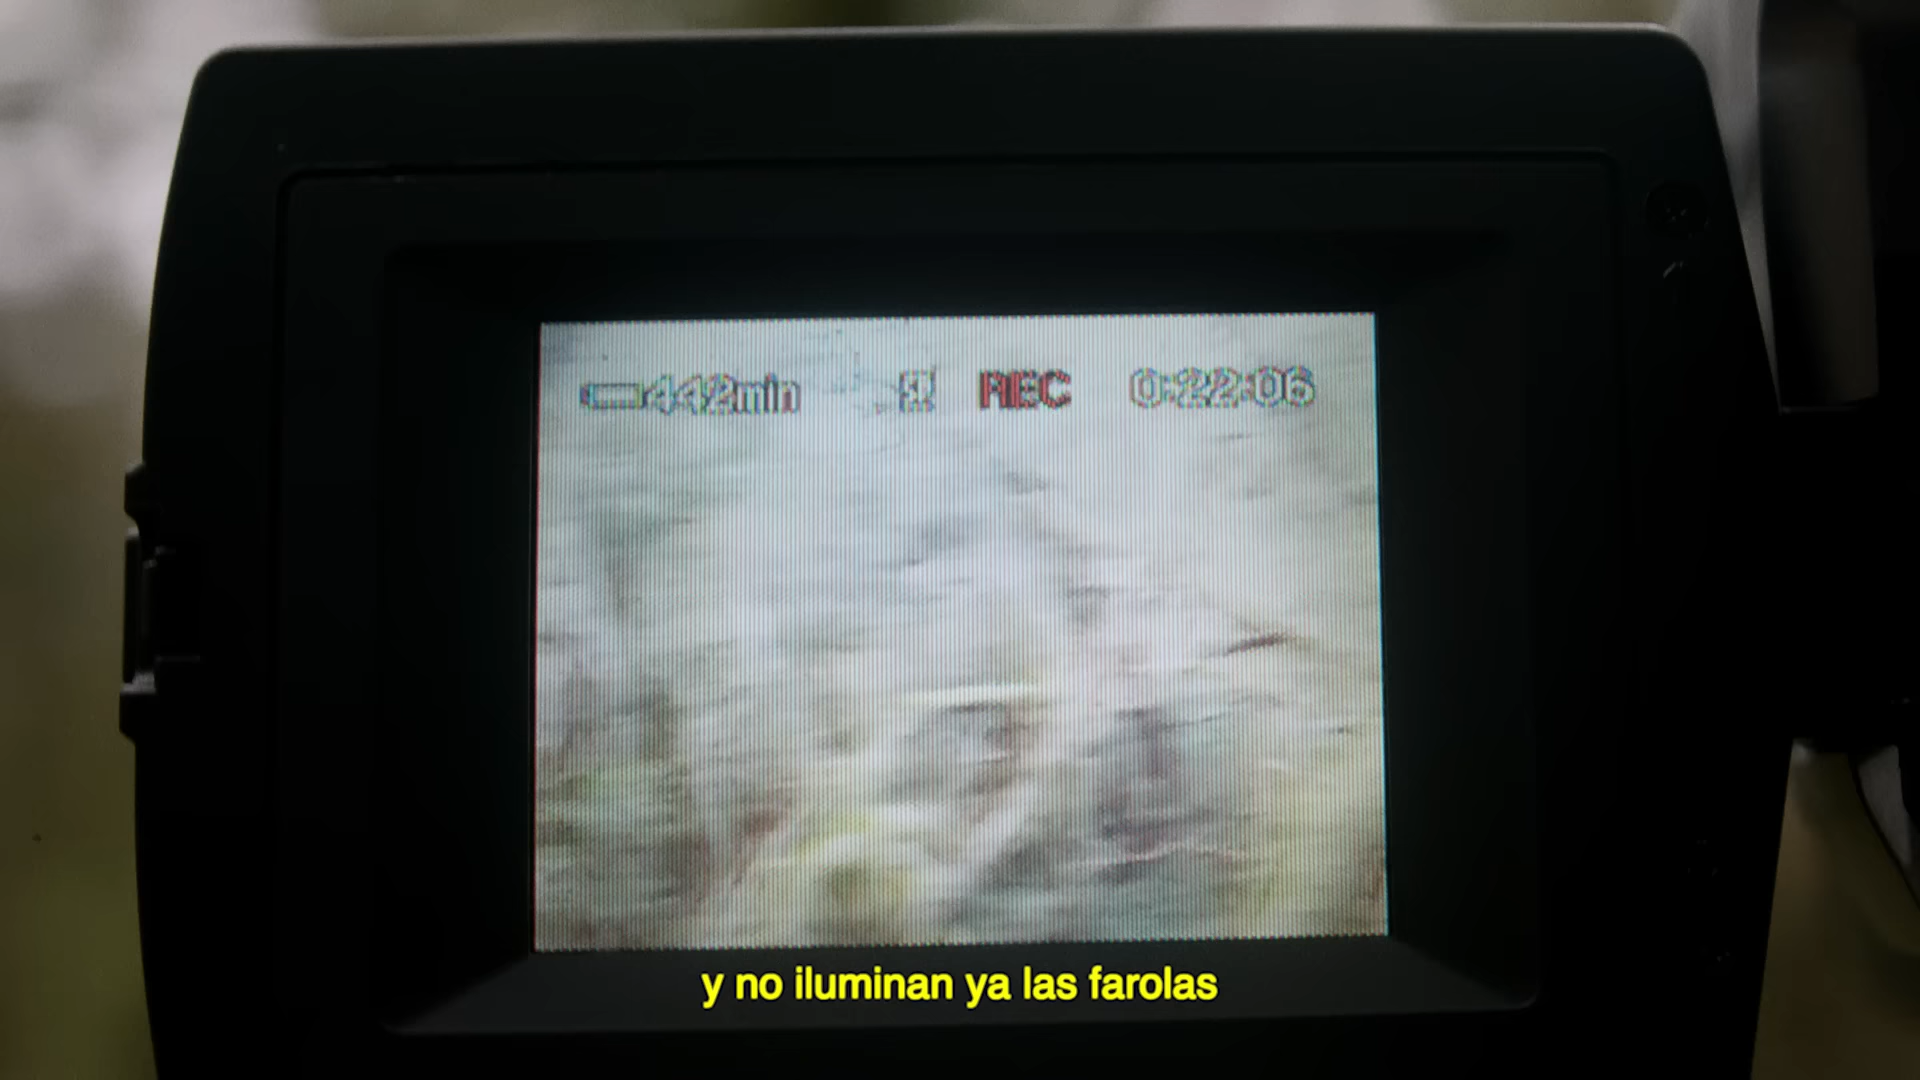 442min REC 0:22:06
y no iluminan ya las farolas